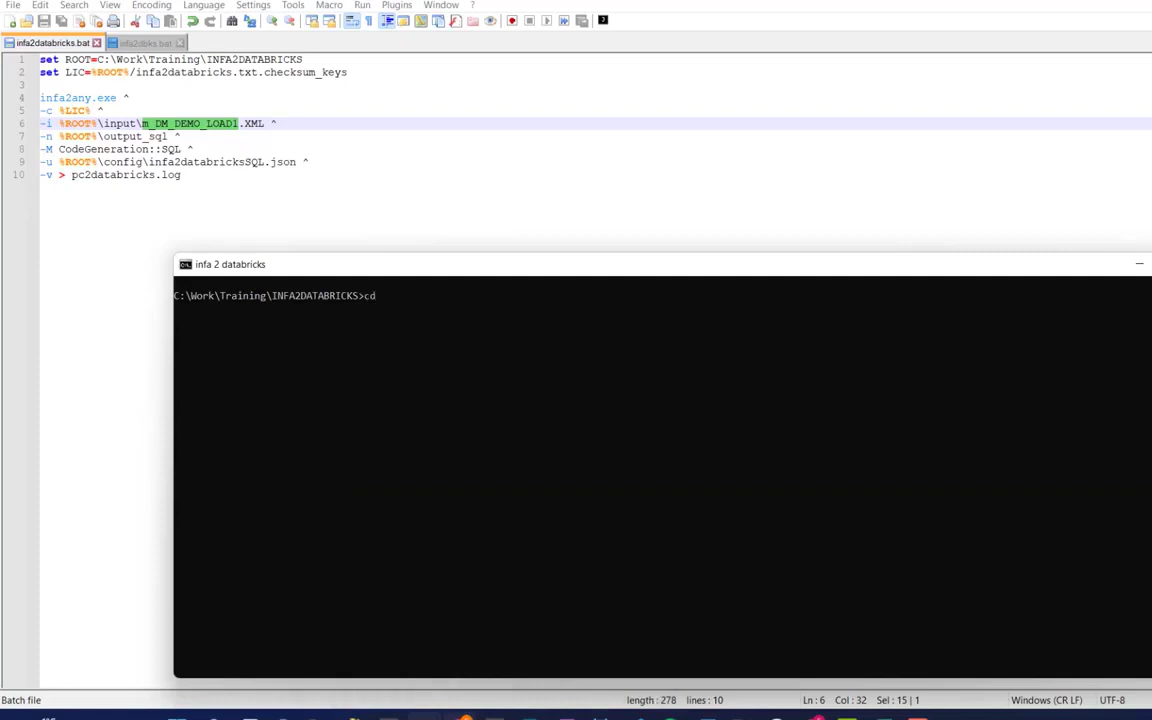 File Edit Search View Encoding Language Settings Tools Macro Run Plugins Window ?
infa2databricks.bat infa2dbks.bat
1 set ROOT=C:\Work\Training\INFA2DATABRICKS
2 set LIC=%ROOT%/infa2databricks.txt.checksum_keys
3
4 infa2any.exe ^
5 -c %LIC% ^
6 -i %ROOT%\input\m_DM_DEMO_LOAD1.XML ^
7 -n %ROOT%\output_sql ^
8 -M CodeGeneration::SQL ^
9 -u %ROOT%\config\infa2databricksSQL.json ^
10 -v > pc2databricks.log
infa 2 databricks
C:\Work\Training\INFA2DATABRICKS>cd
Batch file length : 278 lines : 10 Ln : 6 Col : 32 Sel : 15 | 1 Windows (CR LF) UTF-8